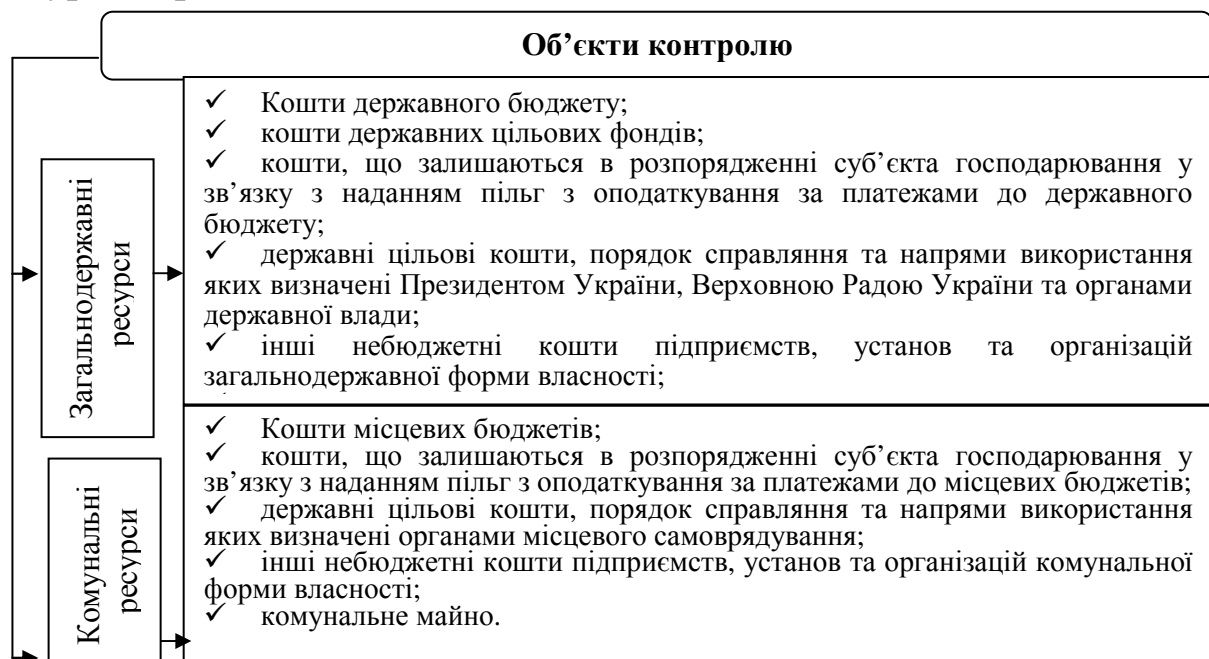 Об’єкти контролю
Загальнодержавні
ресурси
✓ Кошти державного бюджету;
✓ кошти державних цільових фондів;
✓ кошти, що залишаються в розпорядженні суб’єкта господарювання у
зв’язку з наданням пільг з оподаткування за платежами до державного
бюджету;
✓ державні цільові кошти, порядок справляння та напрями використання
яких визначені Президентом України, Верховною Радою України та органами
державної влади;
✓ інші небюджетні кошти підприємств, установ та організацій
загальнодержавної форми власності;
Комунальні
ресурси
✓ Кошти місцевих бюджетів;
✓ кошти, що залишаються в розпорядженні суб’єкта господарювання у
зв’язку з наданням пільг з оподаткування за платежами до місцевих бюджетів;
✓ державні цільові кошти, порядок справляння та напрями використання
яких визначені органами місцевого самоврядування;
✓ інші небюджетні кошти підприємств, установ та організацій комунальної
форми власності;
✓ комунальне майно.